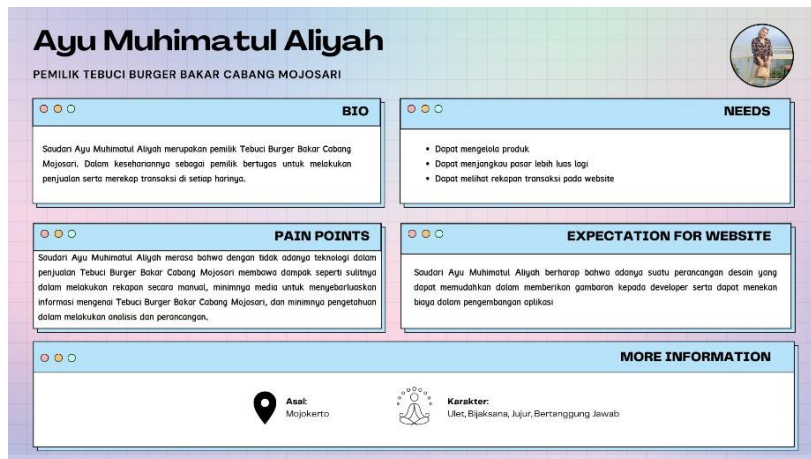 Ayu Muhimatul Aliyah
PEMILIK TEBUCI BURGER BAKAR CABANG MOJOSARI
BIO
Saudari Ayu Muhimatul Aliyah merupakan pemilik Tebuci Burger Bakar Cabang
Mojosari. Dalam kesehariannya sebagai pemilik bertugas untuk melakukan
penjualan serta merekap transaksi di setiap harinya.
NEEDS
• Dapat mengelola produk
• Dapat menjangkau pasar lebih luas lagi
• Dapat melihat rekapan transaksi pada website
PAIN POINTS
Saudari Ayu Muhimatul Aliyah merasa bahwa dengan tidak adanya teknologi dalam
penjualan Tebuci Burger Bakar Cabang Mojosari membawa dampak seperti sulitnya
dalam melakukan rekapan secara manual, minimnya media untuk menyebarluaskan
informasi mengenai Tebuci Burger Bakar Cabang Mojosari, dan minimnya pengetahuan
dalam melakukan analisis dan perancangan.
EXPECTATION FOR WEBSITE
Saudari Ayu Muhimatul Aliyah berharap bahwa adanya suatu perancangan desain yang
dapat memudahkan dalam memberikan gambaran kepada developer serta dapat menekan
biaya dalam pengembangan aplikasi
MORE INFORMATION
Asal:
Mojokerto
Karakter:
Ulet, Bijaksana, Jujur, Bertanggung Jawab